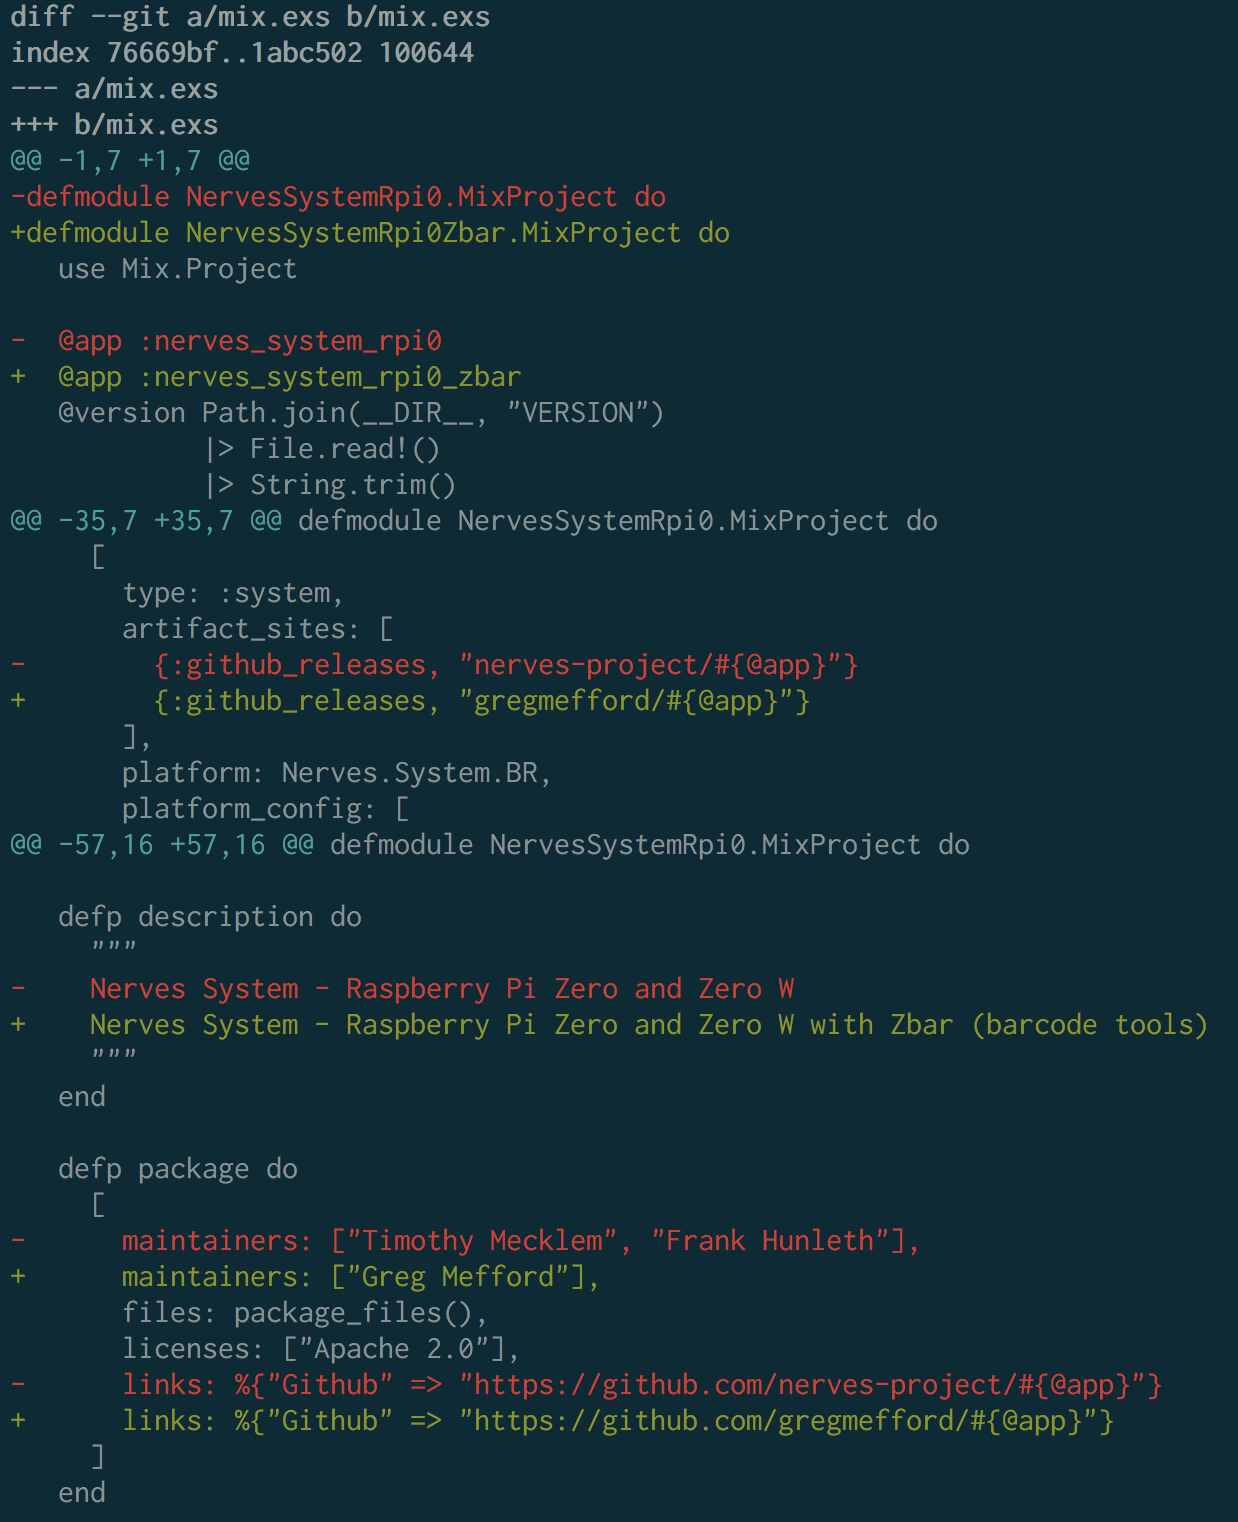 diff --git a/mix.exs b/mix.exs
index 76669bf..1abc502 100644
--- a/mix.exs
+++ b/mix.exs
@@ -1,7 +1,7 @@
-defmodule NervesSystemRpi0.MixProject do
+defmodule NervesSystemRpi0Zbar.MixProject do
   use Mix.Project

-  @app :nerves_system_rpi0
+  @app :nerves_system_rpi0_zbar
   @version Path.join(__DIR__, "VERSION")
            |> File.read!()
            |> String.trim()
@@ -35,7 +35,7 @@ defmodule NervesSystemRpi0.MixProject do
     [
       type: :system,
       artifact_sites: [
-        {:github_releases, "nerves-project/#{@app}"}
+        {:github_releases, "gregmefford/#{@app}"}
       ],
       platform: Nerves.System.BR,
       platform_config: [
@@ -57,16 +57,16 @@ defmodule NervesSystemRpi0.MixProject do

   defp description do
     """
-    Nerves System - Raspberry Pi Zero and Zero W
+    Nerves System - Raspberry Pi Zero and Zero W with Zbar (barcode tools)
     """
   end

   defp package do
     [
-      maintainers: ["Timothy Mecklem", "Frank Hunleth"],
+      maintainers: ["Greg Mefford"],
       files: package_files(),
       licenses: ["Apache 2.0"],
-      links: %{"Github" => "https://github.com/nerves-project/#{@app}"}
+      links: %{"Github" => "https://github.com/gregmefford/#{@app}"}
     ]
   end